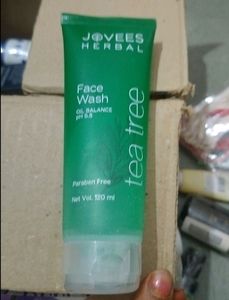 JOVEES
HERBAL
Face
Wash
OIL BALANCE
pH 5.5
tea tree
Paraben Free
Net Vol. 120 ml